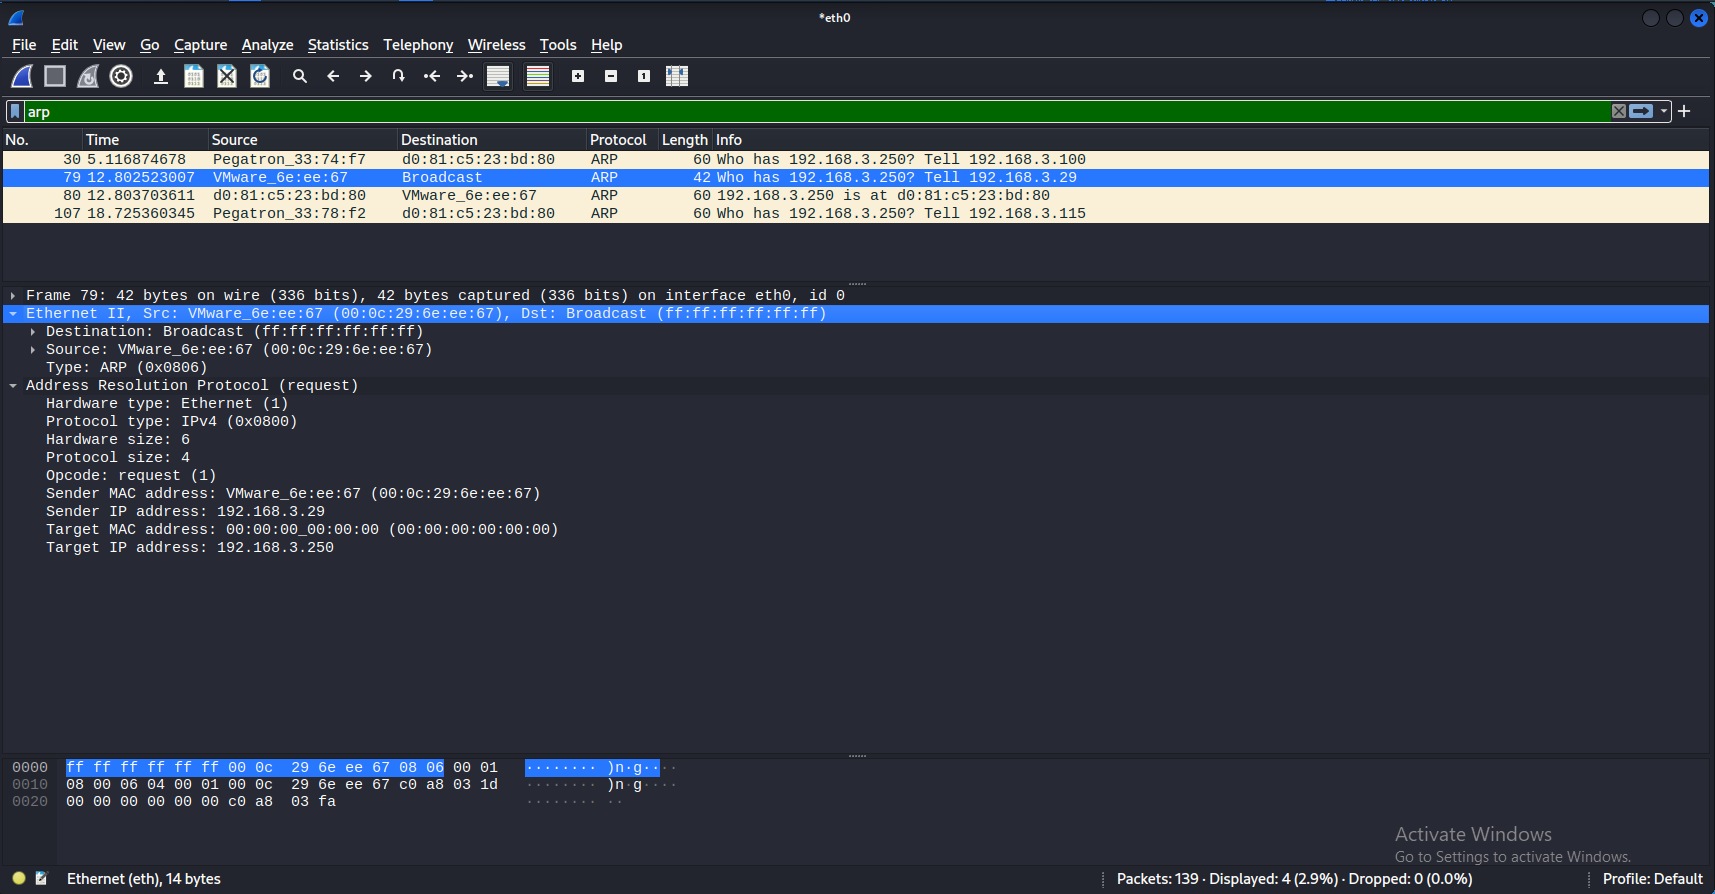 *eth0
File Edit View Go Capture Analyze Statistics Telephony Wireless Tools Help
arp
No. Time Source Destination Protocol Length Info
30 5.116874678 Pegatron_33:74:f7 d0:81:c5:23:bd:80 ARP 60 Who has 192.168.3.250? Tell 192.168.3.100
79 12.802523007 VMware_6e:ee:67 Broadcast ARP 42 Who has 192.168.3.250? Tell 192.168.3.29
80 12.803703611 d0:81:c5:23:bd:80 VMware_6e:ee:67 ARP 60 192.168.3.250 is at d0:81:c5:23:bd:80
107 18.725360345 Pegatron_33:78:f2 d0:81:c5:23:bd:80 ARP 60 Who has 192.168.3.250? Tell 192.168.3.115
Frame 79: 42 bytes on wire (336 bits), 42 bytes captured (336 bits) on interface eth0, id 0
Ethernet II, Src: VMware_6e:ee:67 (00:0c:29:6e:ee:67), Dst: Broadcast (ff:ff:ff:ff:ff:ff)
Destination: Broadcast (ff:ff:ff:ff:ff:ff)
Source: VMware_6e:ee:67 (00:0c:29:6e:ee:67)
Type: ARP (0x0806)
Address Resolution Protocol (request)
Hardware type: Ethernet (1)
Protocol type: IPv4 (0x0800)
Hardware size: 6
Protocol size: 4
Opcode: request (1)
Sender MAC address: VMware_6e:ee:67 (00:0c:29:6e:ee:67)
Sender IP address: 192.168.3.29
Target MAC address: 00:00:00_00:00:00 (00:00:00:00:00:00)
Target IP address: 192.168.3.250
0000 ff ff ff ff ff ff 00 0c 29 6e ee 67 08 06 00 01 ········ )n·g····
0010 08 00 06 04 00 01 00 0c 29 6e ee 67 c0 a8 03 1d ········ )n·g····
0020 00 00 00 00 00 00 c0 a8 03 fa ········ ··
Activate Windows
Go to Settings to activate Windows.
Ethernet (eth), 14 bytes Packets: 139 · Displayed: 4 (2.9%) · Dropped: 0 (0.0%) Profile: Default